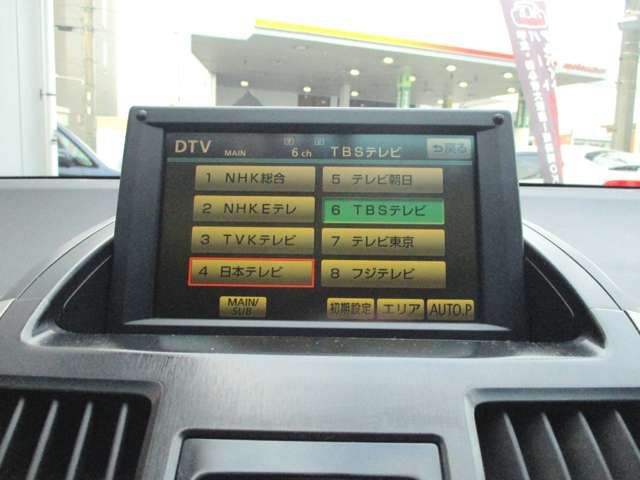 DTV MAIN 6 ch TBSテレビ 戻る
1 NHK総合
5 テレビ朝日
2 NHKEテレ
6 TBSテレビ
3 TVKテレビ
7 テレビ東京
4 日本テレビ
8 フジテレビ
MAIN/
SUB
初期設定 エリア AUTO.P